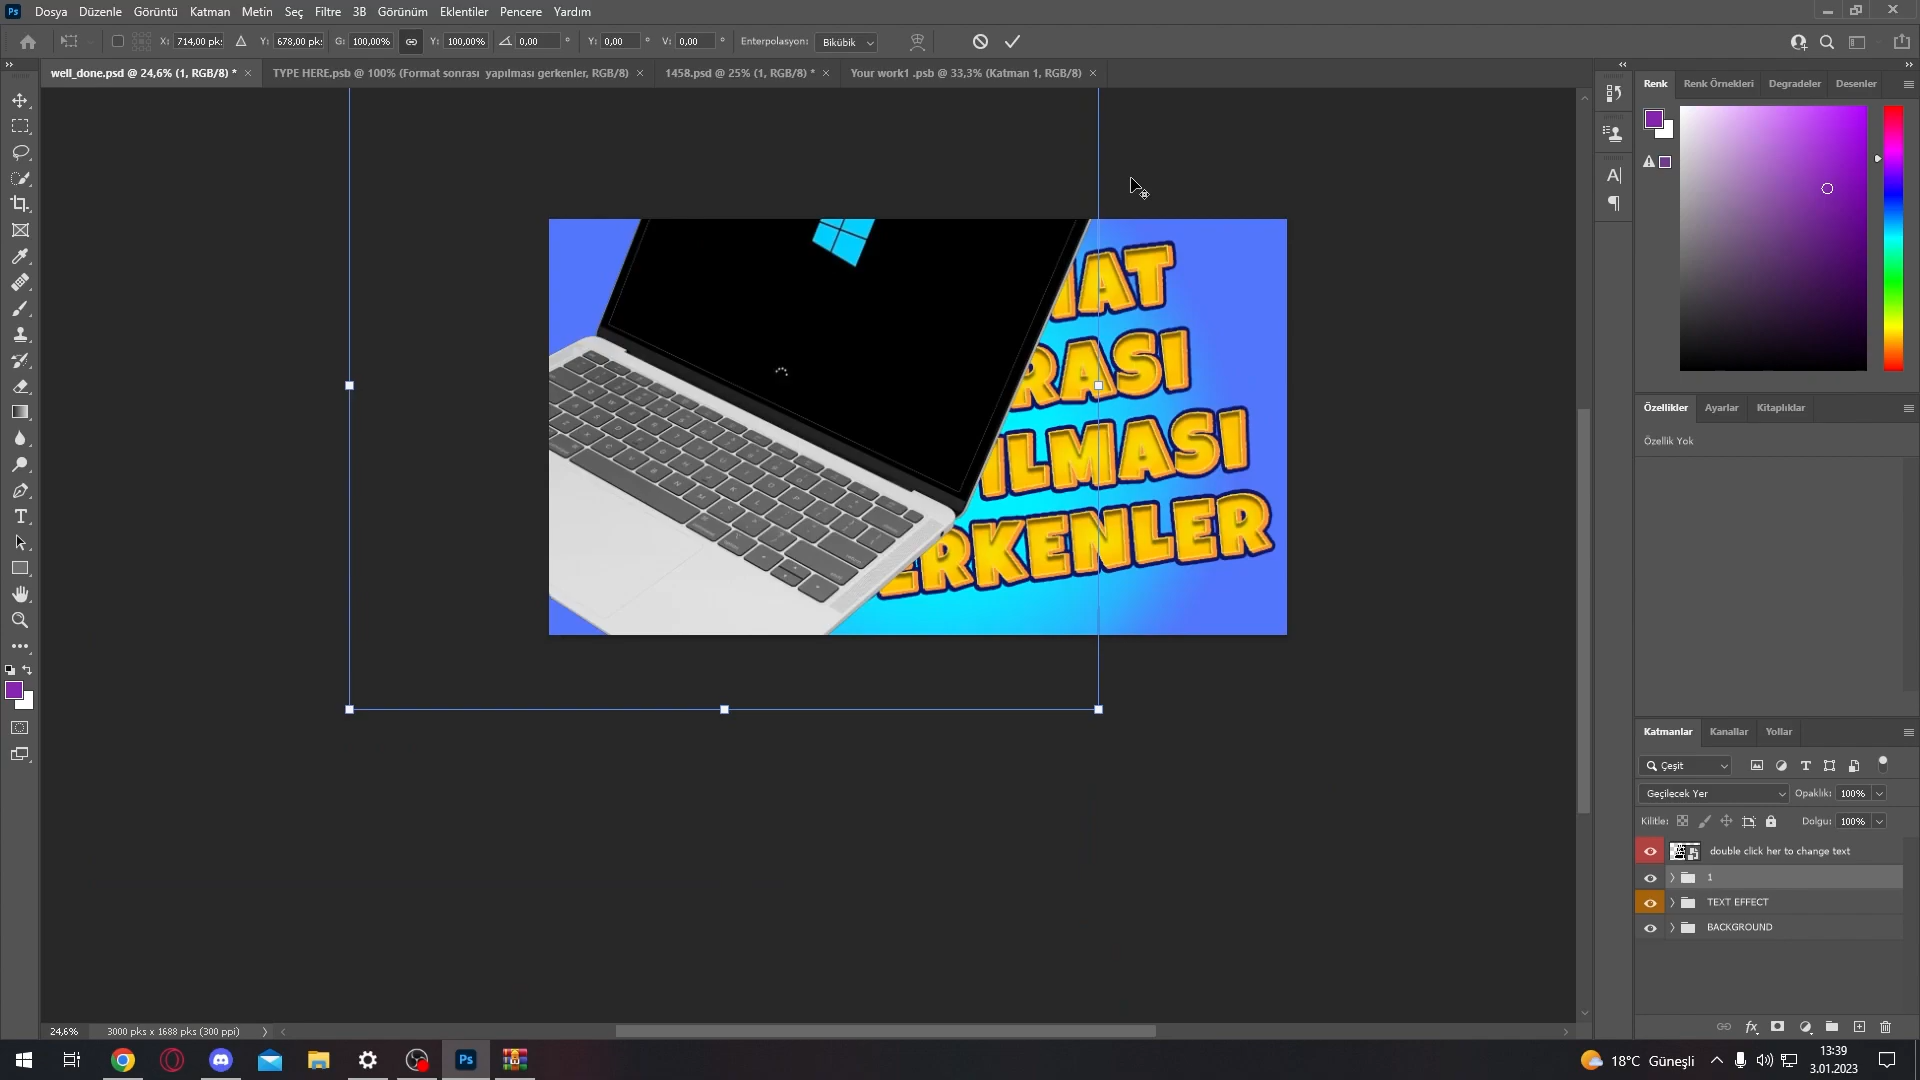 Ps Dosya Düzenle Görüntü Katman Metin Seç Filtre 3B Görünüm Eklentiler Pencere Yardım
X: 714,00 pks Y: 678,00 pks G: 100,00% Y: 100,00% 0,00 ° Y: 0,00 ° V: 0,00 ° Enterpolasyon: Bikübik
well_done.psd @ 24,6% (1, RGB/8) * TYPE HERE.psb @ 100% (Format sonrası yapılması gerkenler, RGB/8) 1458.psd @ 25% (1, RGB/8) * Your work1 .psb @ 33,3% (Katman 1, RGB/8)
Renk Renk Örnekleri Degradeler Desenler
MAT
RASI
ILMASI
ERKENLER
Özellikler Ayarlar Kitaplıklar
Özellik Yok
Katmanlar Kanallar Yollar
Çeşit
Geçilecek Yer Opaklık: 100%
Kilitle: Dolgu: 100%
double click her to change text
1
TEXT EFFECT
BACKGROUND
24,6% 3000 pks x 1688 pks (300 ppi)
Ps 18°C Güneşli 13:39
3.01.2023